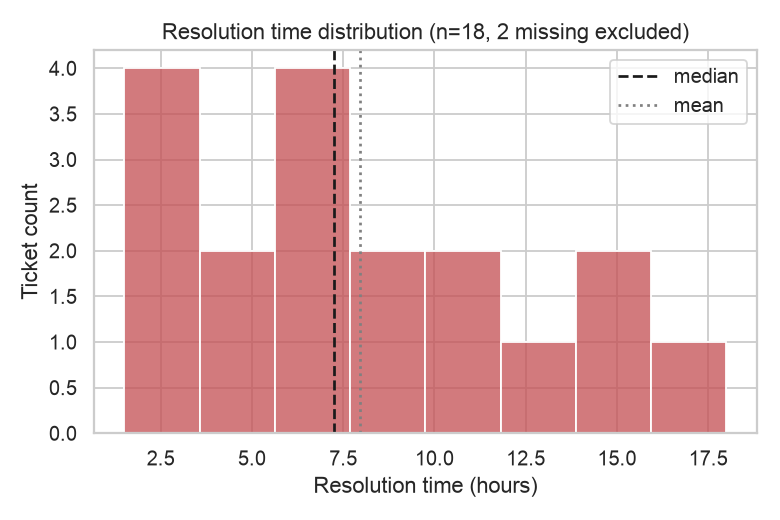 Resolution time distribution (n=18, 2 missing excluded)
median
mean
Ticket count
4.0
3.5
3.0
2.5
2.0
1.5
1.0
0.5
0.0
2.5 5.0 7.5 10.0 12.5 15.0 17.5
Resolution time (hours)